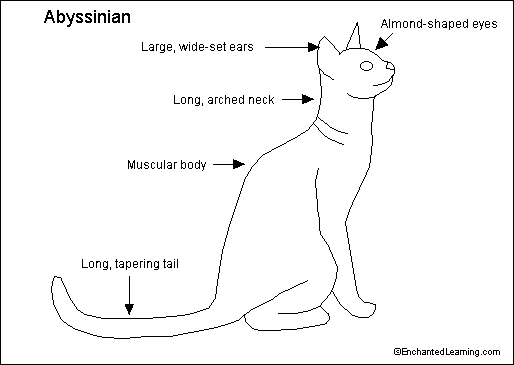 Abyssinian
Almond-shaped eyes
Large, wide-set ears
Long, arched neck
Muscular body
Long, tapering tail
©EnchantedLearning.com